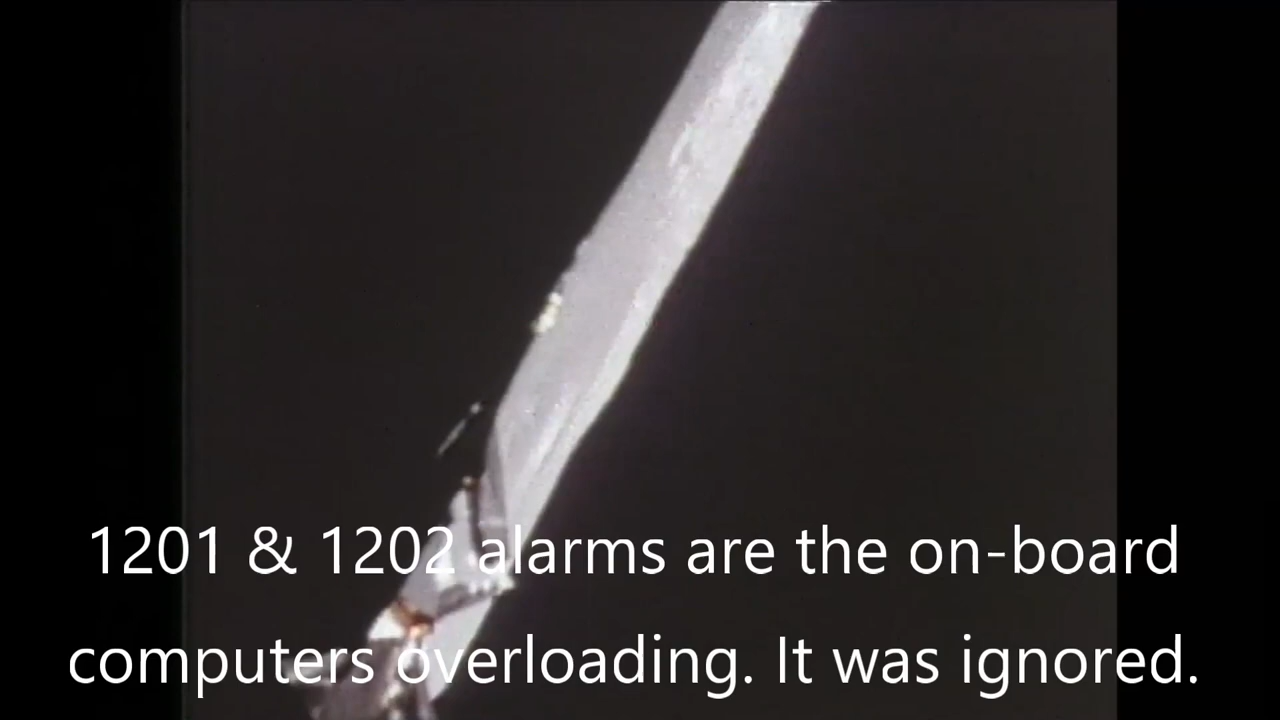 1201 & 1202 alarms are the on-board
computers overloading. It was ignored.